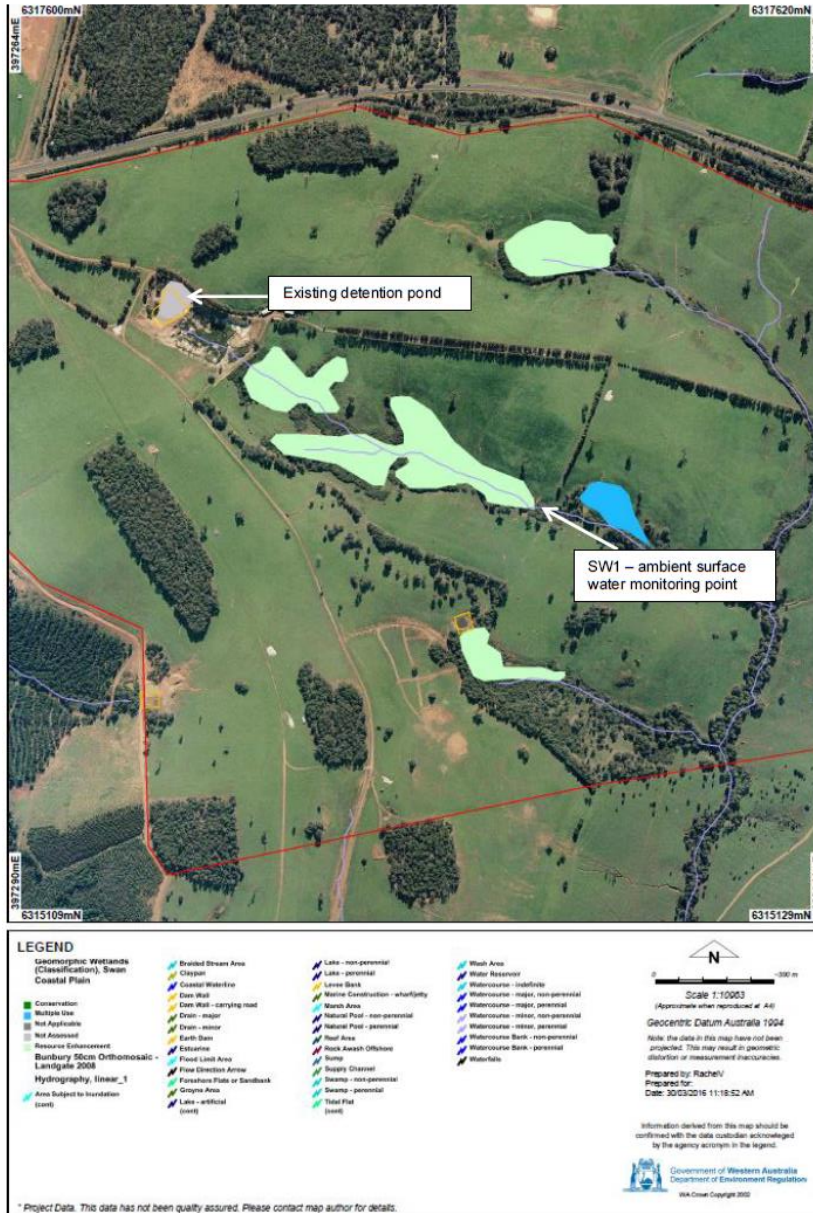 6317600mN
6317620mN
397264mE
Existing detention pond
SW1 – ambient surface
water monitoring point
397290mE
6315109mN
6315129mN
LEGEND
Geomorphic Wetlands
(Classification), Swan
Coastal Plain
Conservation
Multiple Use
Not Applicable
Not Assessed
Resource Enhancement
Bunbury 50cm Orthomosaic -
Landgate 2008
Hydrography, linear_1
Area Subject to Inundation
(cont)
Braided Stream Area
Claypan
Coastal Waterline
Dam Wall
Dam Wall - carrying road
Drain - major
Drain - minor
Earth Dam
Estuarine
Flood Limit Area
Flow Direction Arrow
Foreshore Flats or Sandbank
Groyne Area
Lake - artificial
(cont)
Lake - non-perennial
Lake - perennial
Levee Bank
Marine Construction - wharf/jetty
Marsh Area
Natural Pool - non-perennial
Natural Pool - perennial
Reef Area
Rock Awash Offshore
Sump
Supply Channel
Swamp - non-perennial
Swamp - perennial
Tidal Flat
(cont)
Wash Area
Water Reservoir
Watercourse - indefinite
Watercourse - major, non-perennial
Watercourse - major, perennial
Watercourse - minor, non-perennial
Watercourse - minor, perennial
Watercourse Bank - non-perennial
Watercourse Bank - perennial
Waterfalls
N
0 ~390 m
Scale 1:10963
(Approximate when reproduced at A4)
Geocentric Datum Australia 1994
Note: the data in this map have not been
projected. This may result in geometric
distortion or measurement inaccuracies.
Prepared by: RachelV
Prepared for:
Date: 30/03/2016 11:18:52 AM
Information derived from this map should be
confirmed with the data custodian acknowleged
by the agency acronym in the legend.
Government of Western Australia
Department of Environment Regulation
WA Crown Copyright 2002
* Project Data. This data has not been quality assured. Please contact map author for details.